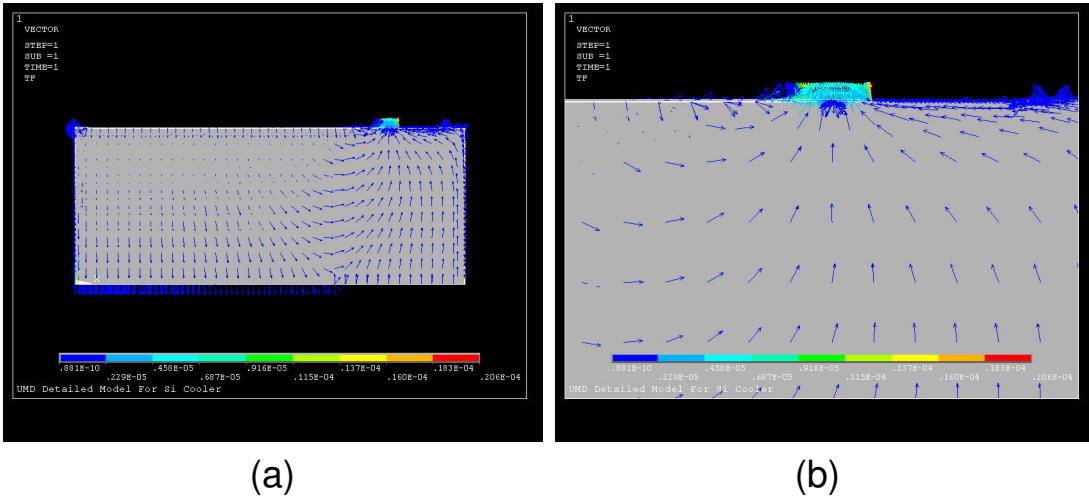 1
VECTOR
STEP=1
SUB =1
TIME=1
TF
.881E-10
.229E-05
.458E-05
.687E-05
.916E-05
.115E-04
.137E-04
.160E-04
.183E-04
.206E-04
UMD Detailed Model For Si Cooler
(a)
1
VECTOR
STEP=1
SUB =1
TIME=1
TF
.881E-10
.229E-05
.458E-05
.687E-05
.916E-05
.115E-04
.137E-04
.160E-04
.183E-04
.206E-04
UMD Detailed Model For Si Cooler
(b)